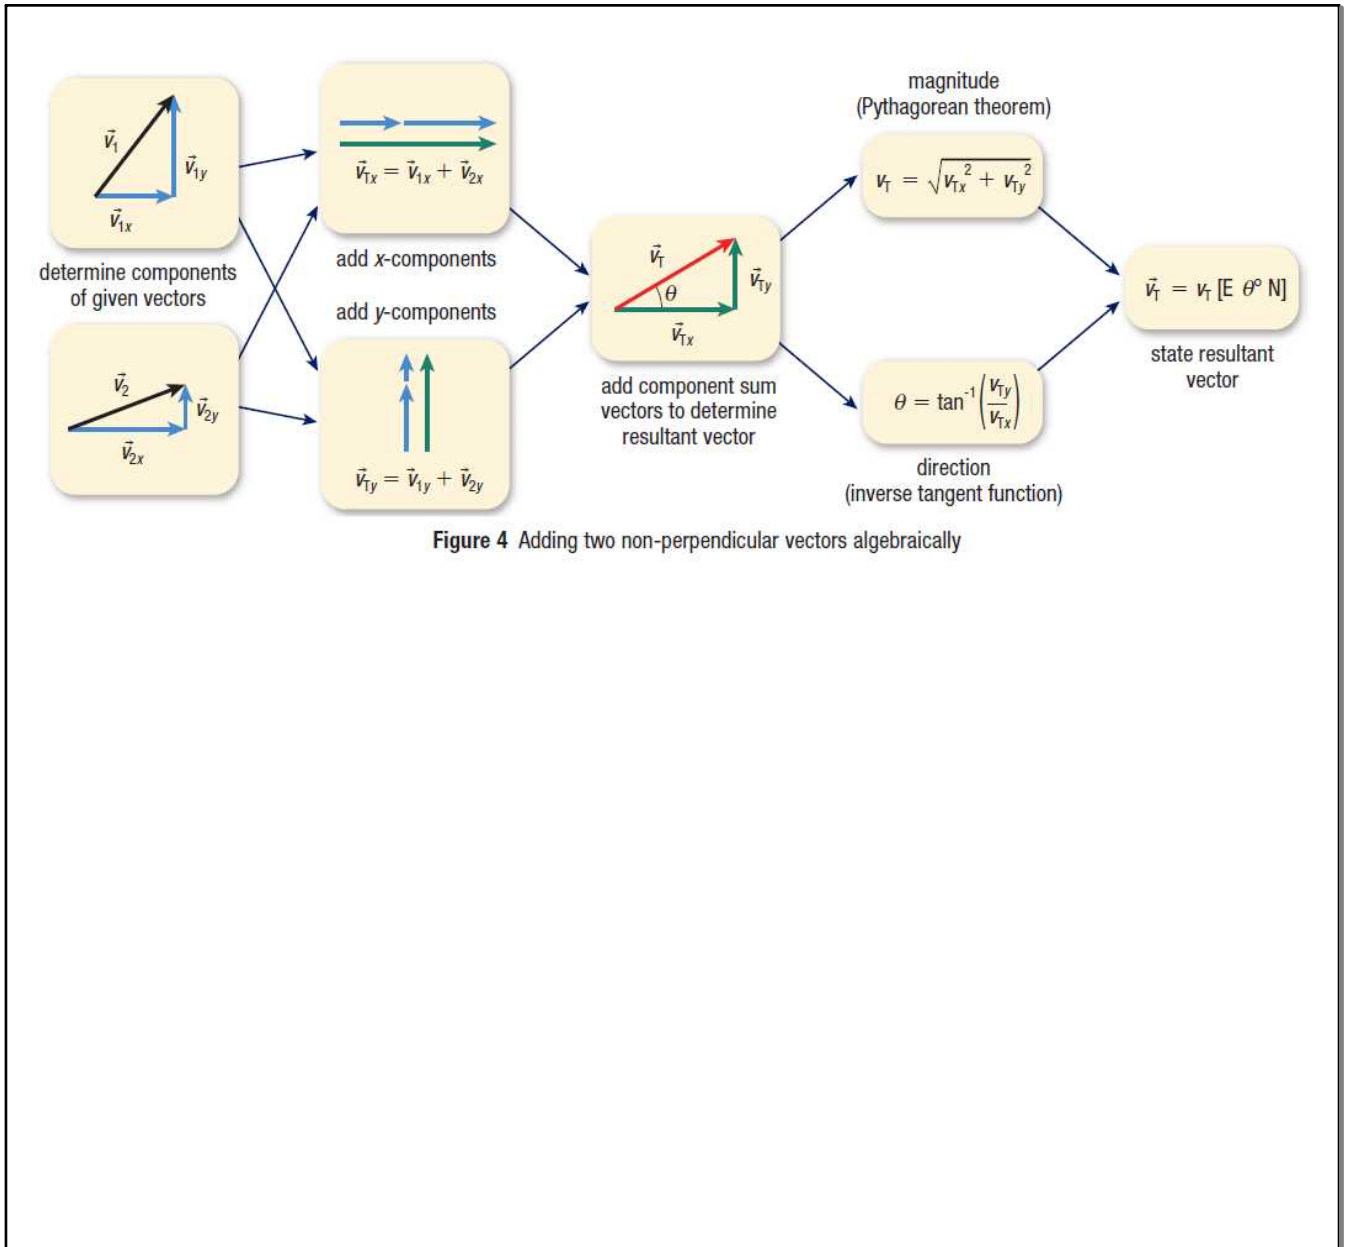 v⃗₁
v⃗₁y
v⃗₁x
determine components
of given vectors
v⃗₂
v⃗₂y
v⃗₂x
v⃗Tx = v⃗₁x + v⃗₂x
add x-components
add y-components
v⃗Ty = v⃗₁y + v⃗₂y
v⃗T
θ
v⃗Ty
v⃗Tx
add component sum
vectors to determine
resultant vector
magnitude
(Pythagorean theorem)
vT = √(vTx² + vTy²)
θ = tan⁻¹(vTy/vTx)
direction
(inverse tangent function)
v⃗T = vT [E θ° N]
state resultant
vector
Figure 4 Adding two non-perpendicular vectors algebraically